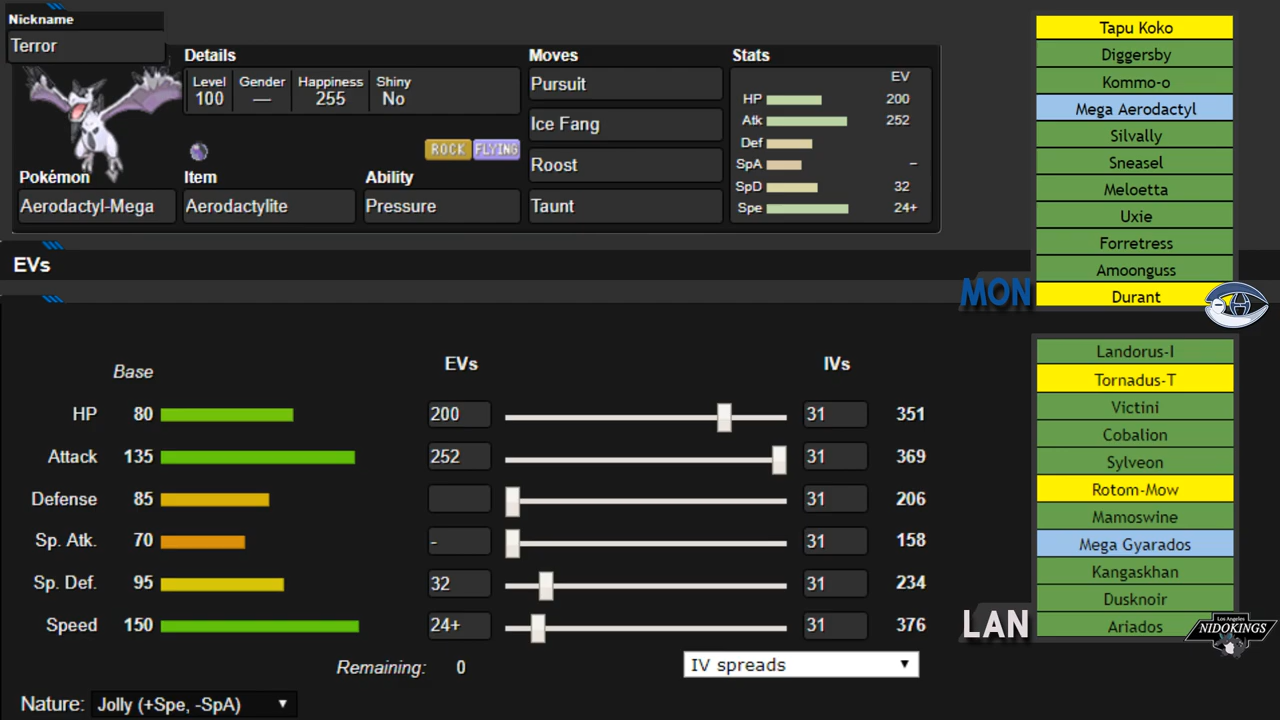 Nickname
Terror
Details
Level Gender Happiness Shiny
100 — 255 No
ROCK FLYING
Pokémon Item Ability
Aerodactyl-Mega Aerodactylite Pressure
Moves
Pursuit
Ice Fang
Roost
Taunt
Stats
EV
HP 200
Atk 252
Def
SpA –
SpD 32
Spe 24+
EVs
Base EVs IVs
HP 80 200 31 351
Attack 135 252 31 369
Defense 85 31 206
Sp. Atk. 70 - 31 158
Sp. Def. 95 32 31 234
Speed 150 24+ 31 376
Remaining: 0
IV spreads
Nature: Jolly (+Spe, -SpA)
Tapu Koko
Diggersby
Kommo-o
Mega Aerodactyl
Silvally
Sneasel
Meloetta
Uxie
Forretress
Amoonguss
Durant
MON
Landorus-I
Tornadus-T
Victini
Cobalion
Sylveon
Rotom-Mow
Mamoswine
Mega Gyarados
Kangaskhan
Dusknoir
Ariados
LAN
Los Angeles
NIDOKINGS